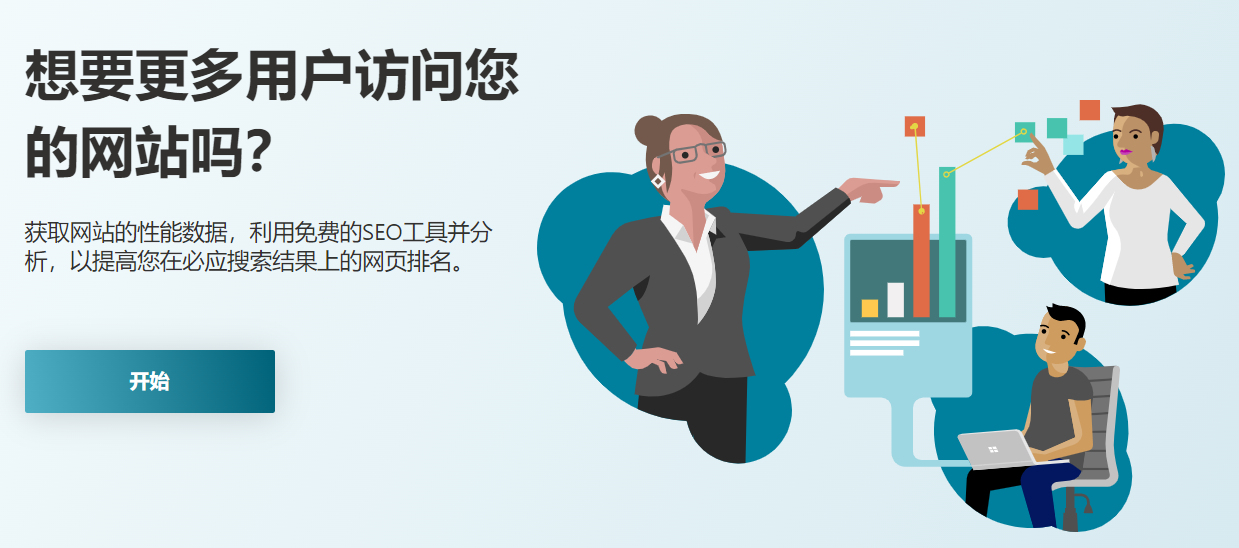 想要更多用户访问您
的网站吗？
获取网站的性能数据，利用免费的SEO工具并分
析，以提高您在必应搜索结果上的网页排名。
开始